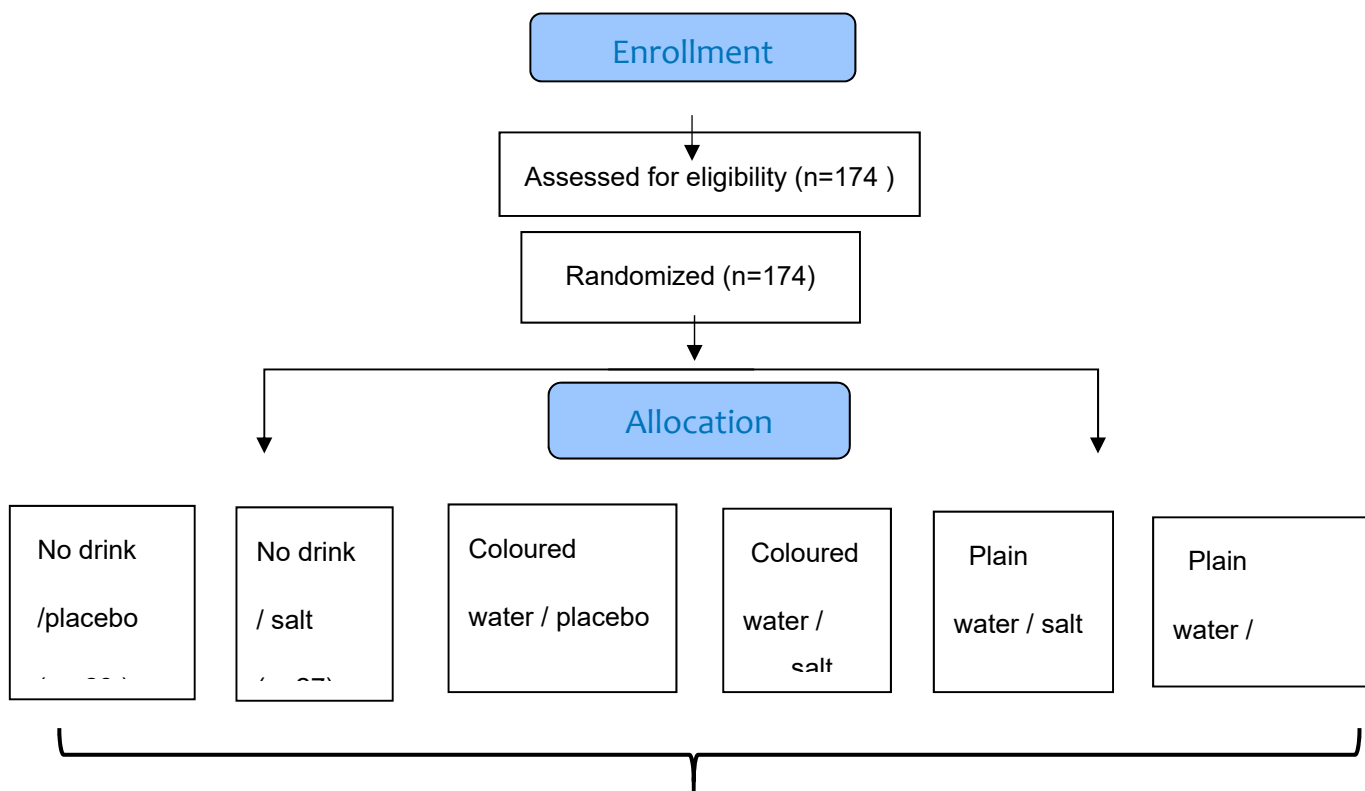 Enrollment
Assessed for eligibility (n=174 )
Randomized (n=174)
Allocation
No drink
/placebo
No drink
/ salt
Coloured
water / placebo
Coloured
water /
salt
Plain
water / salt
Plain
water /